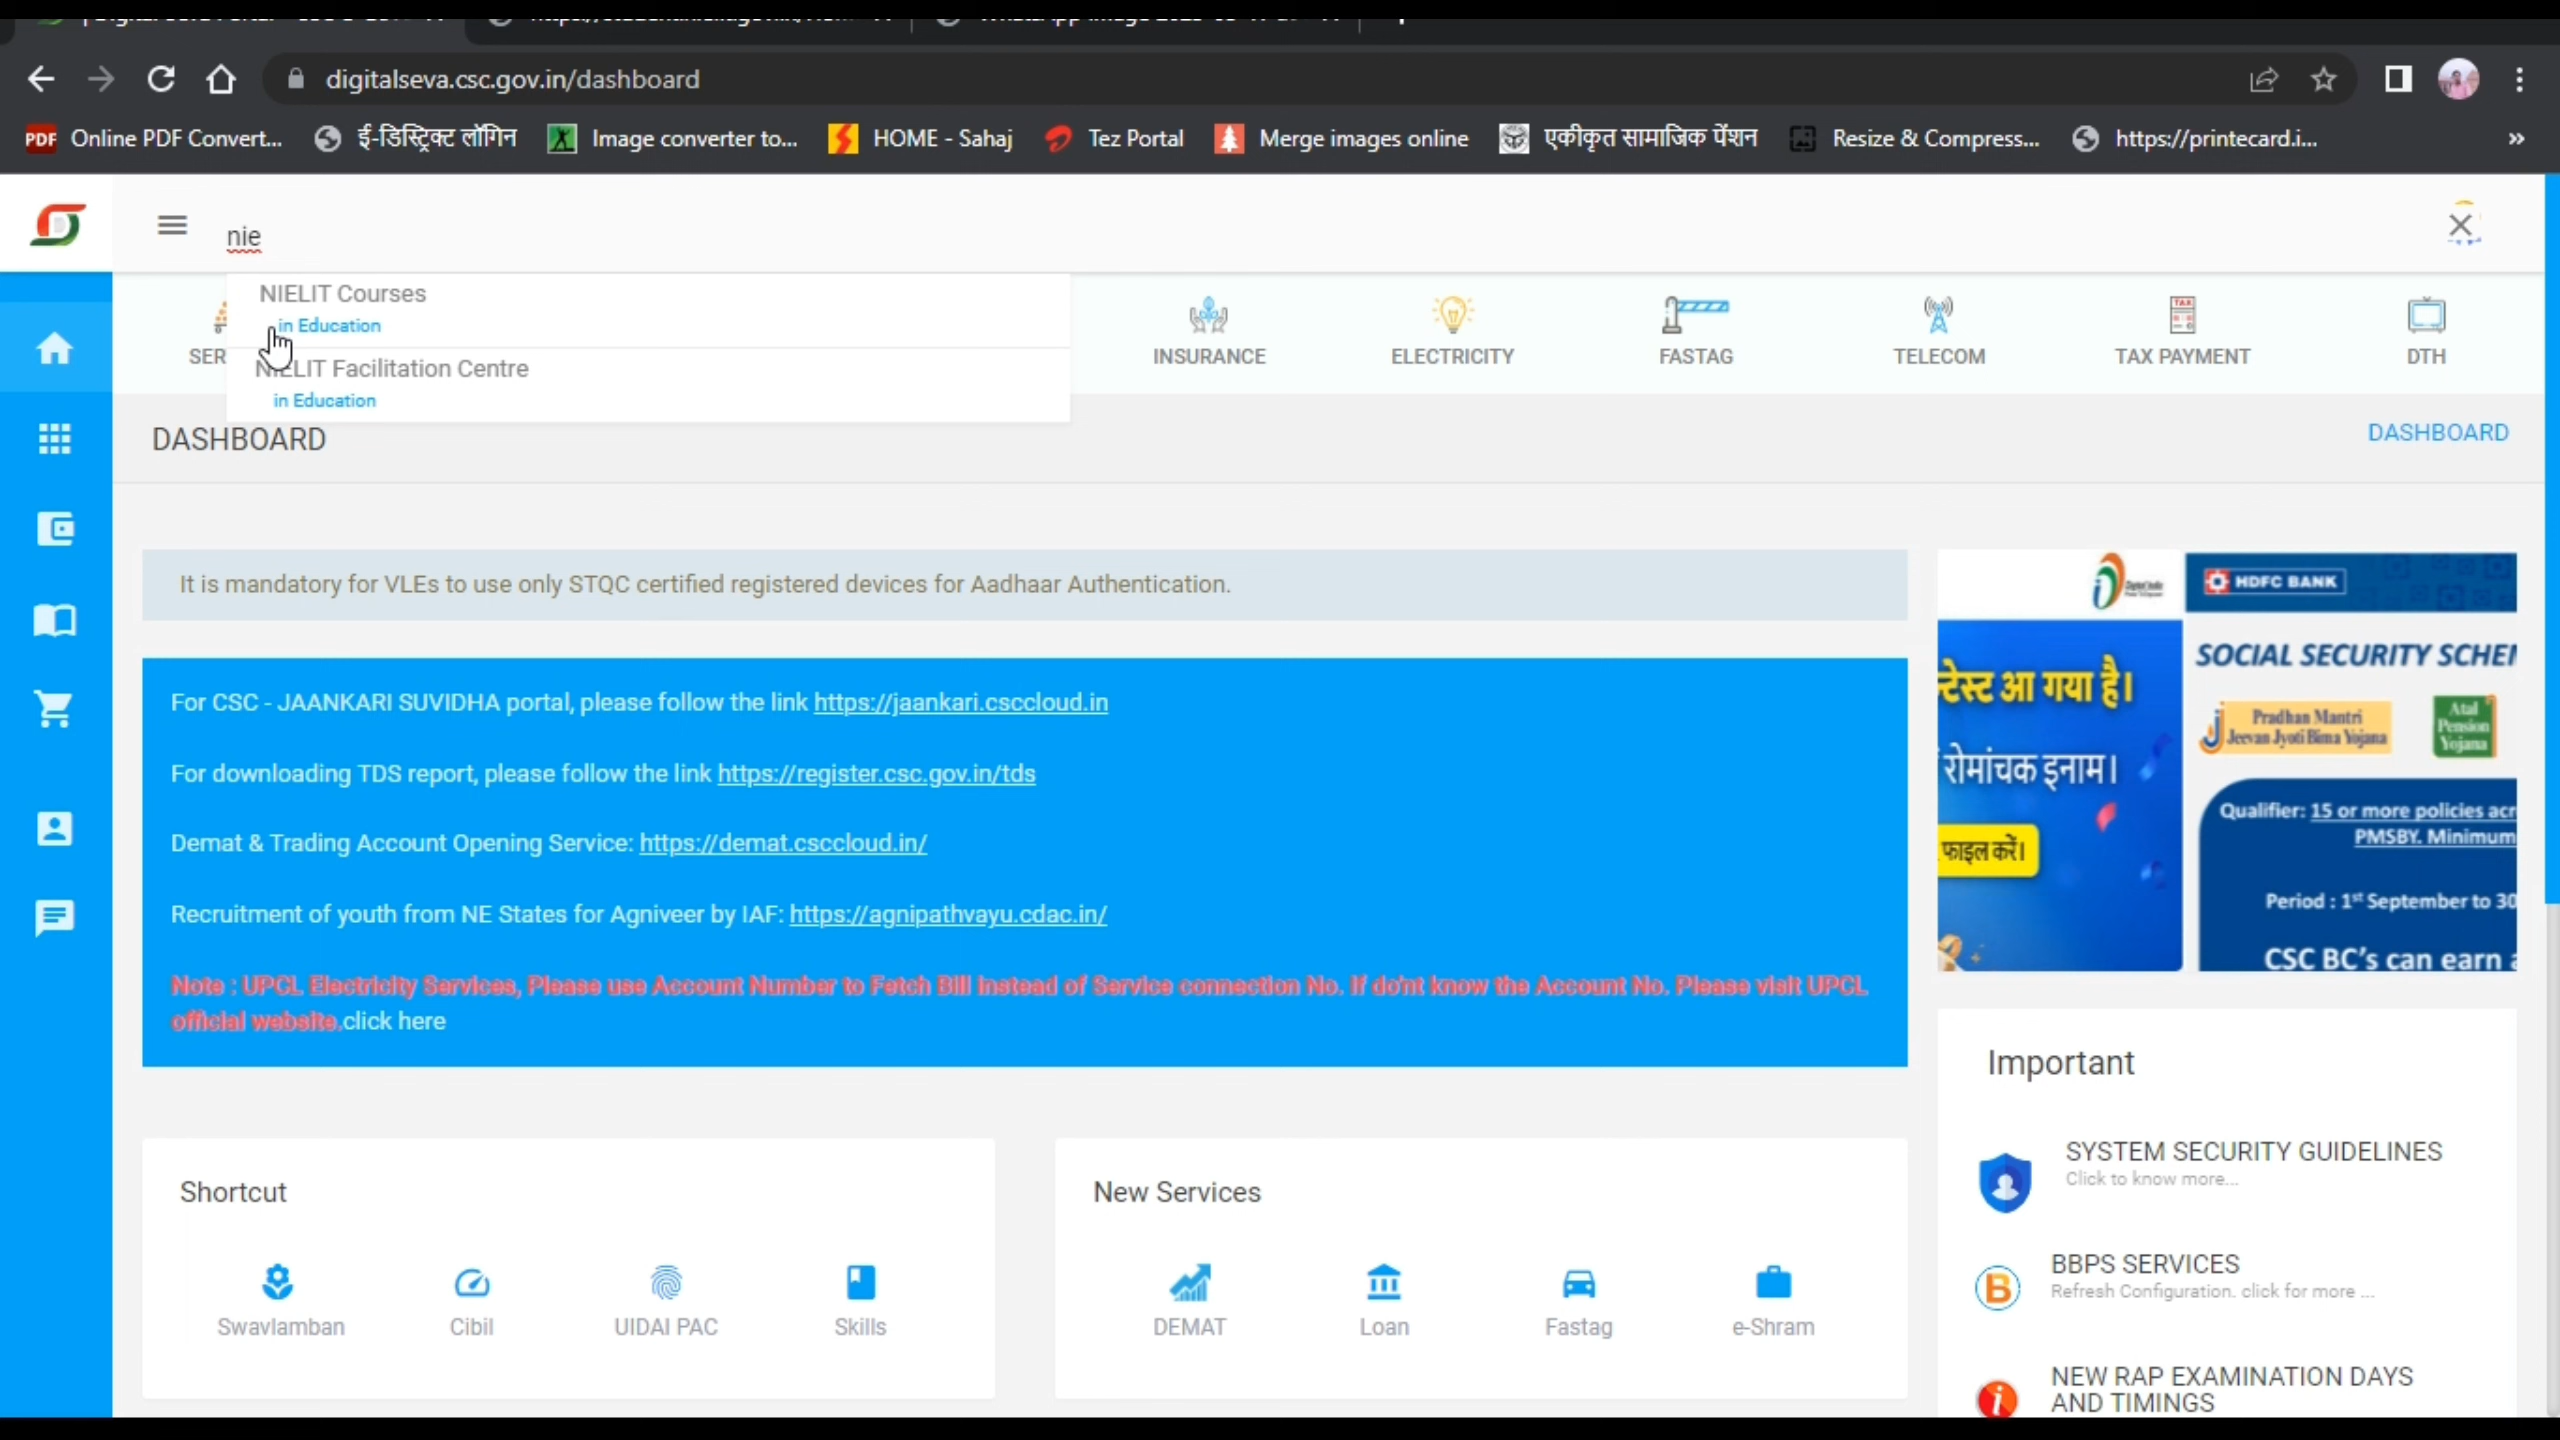 digitalseva.csc.gov.in/dashboard
PDF Online PDF Convert... ई-डिस्ट्रिक्ट लॉगिन Image converter to... HOME - Sahaj Tez Portal Merge images online एकीकृत सामाजिक पेंशन Resize & Compress... https://printecard.i... »
nie
NIELIT Courses
in Education
NIELIT Facilitation Centre
in Education
SER
INSURANCE
ELECTRICITY
FASTAG
TELECOM
TAX
TAX PAYMENT
DTH
DASHBOARD
DASHBOARD
It is mandatory for VLEs to use only STQC certified registered devices for Aadhaar Authentication.
For CSC - JAANKARI SUVIDHA portal, please follow the link https://jaankari.csccloud.in
For downloading TDS report, please follow the link https://register.csc.gov.in/tds
Demat & Trading Account Opening Service: https://demat.csccloud.in/
Recruitment of youth from NE States for Agniveer by IAF: https://agnipathvayu.cdac.in/
Note : UPCL Electricity Services, Please use Account Number to Fetch Bill instead of Service connection No. If do'nt know the Account No. Please visit UPCL
official website.click here
टेस्ट आ गया है।
रोमांचक इनाम।
फाइल करें।
HDFC BANK
SOCIAL SECURITY SCHE
Pradhan Mantri
Jeevan Jyoti Bima Yojana
Atal
Pension
Yojana
Qualifier: 15 or more policies acr
PMSBY. Minimum
Period : 1st September to 30
CSC BC's can earn
Important
SYSTEM SECURITY GUIDELINES
Click to know more...
BBPS SERVICES
Refresh Configuration. click for more ...
NEW RAP EXAMINATION DAYS
AND TIMINGS
Shortcut
Swavlamban
Cibil
UIDAI PAC
Skills
New Services
DEMAT
Loan
Fastag
e-Shram